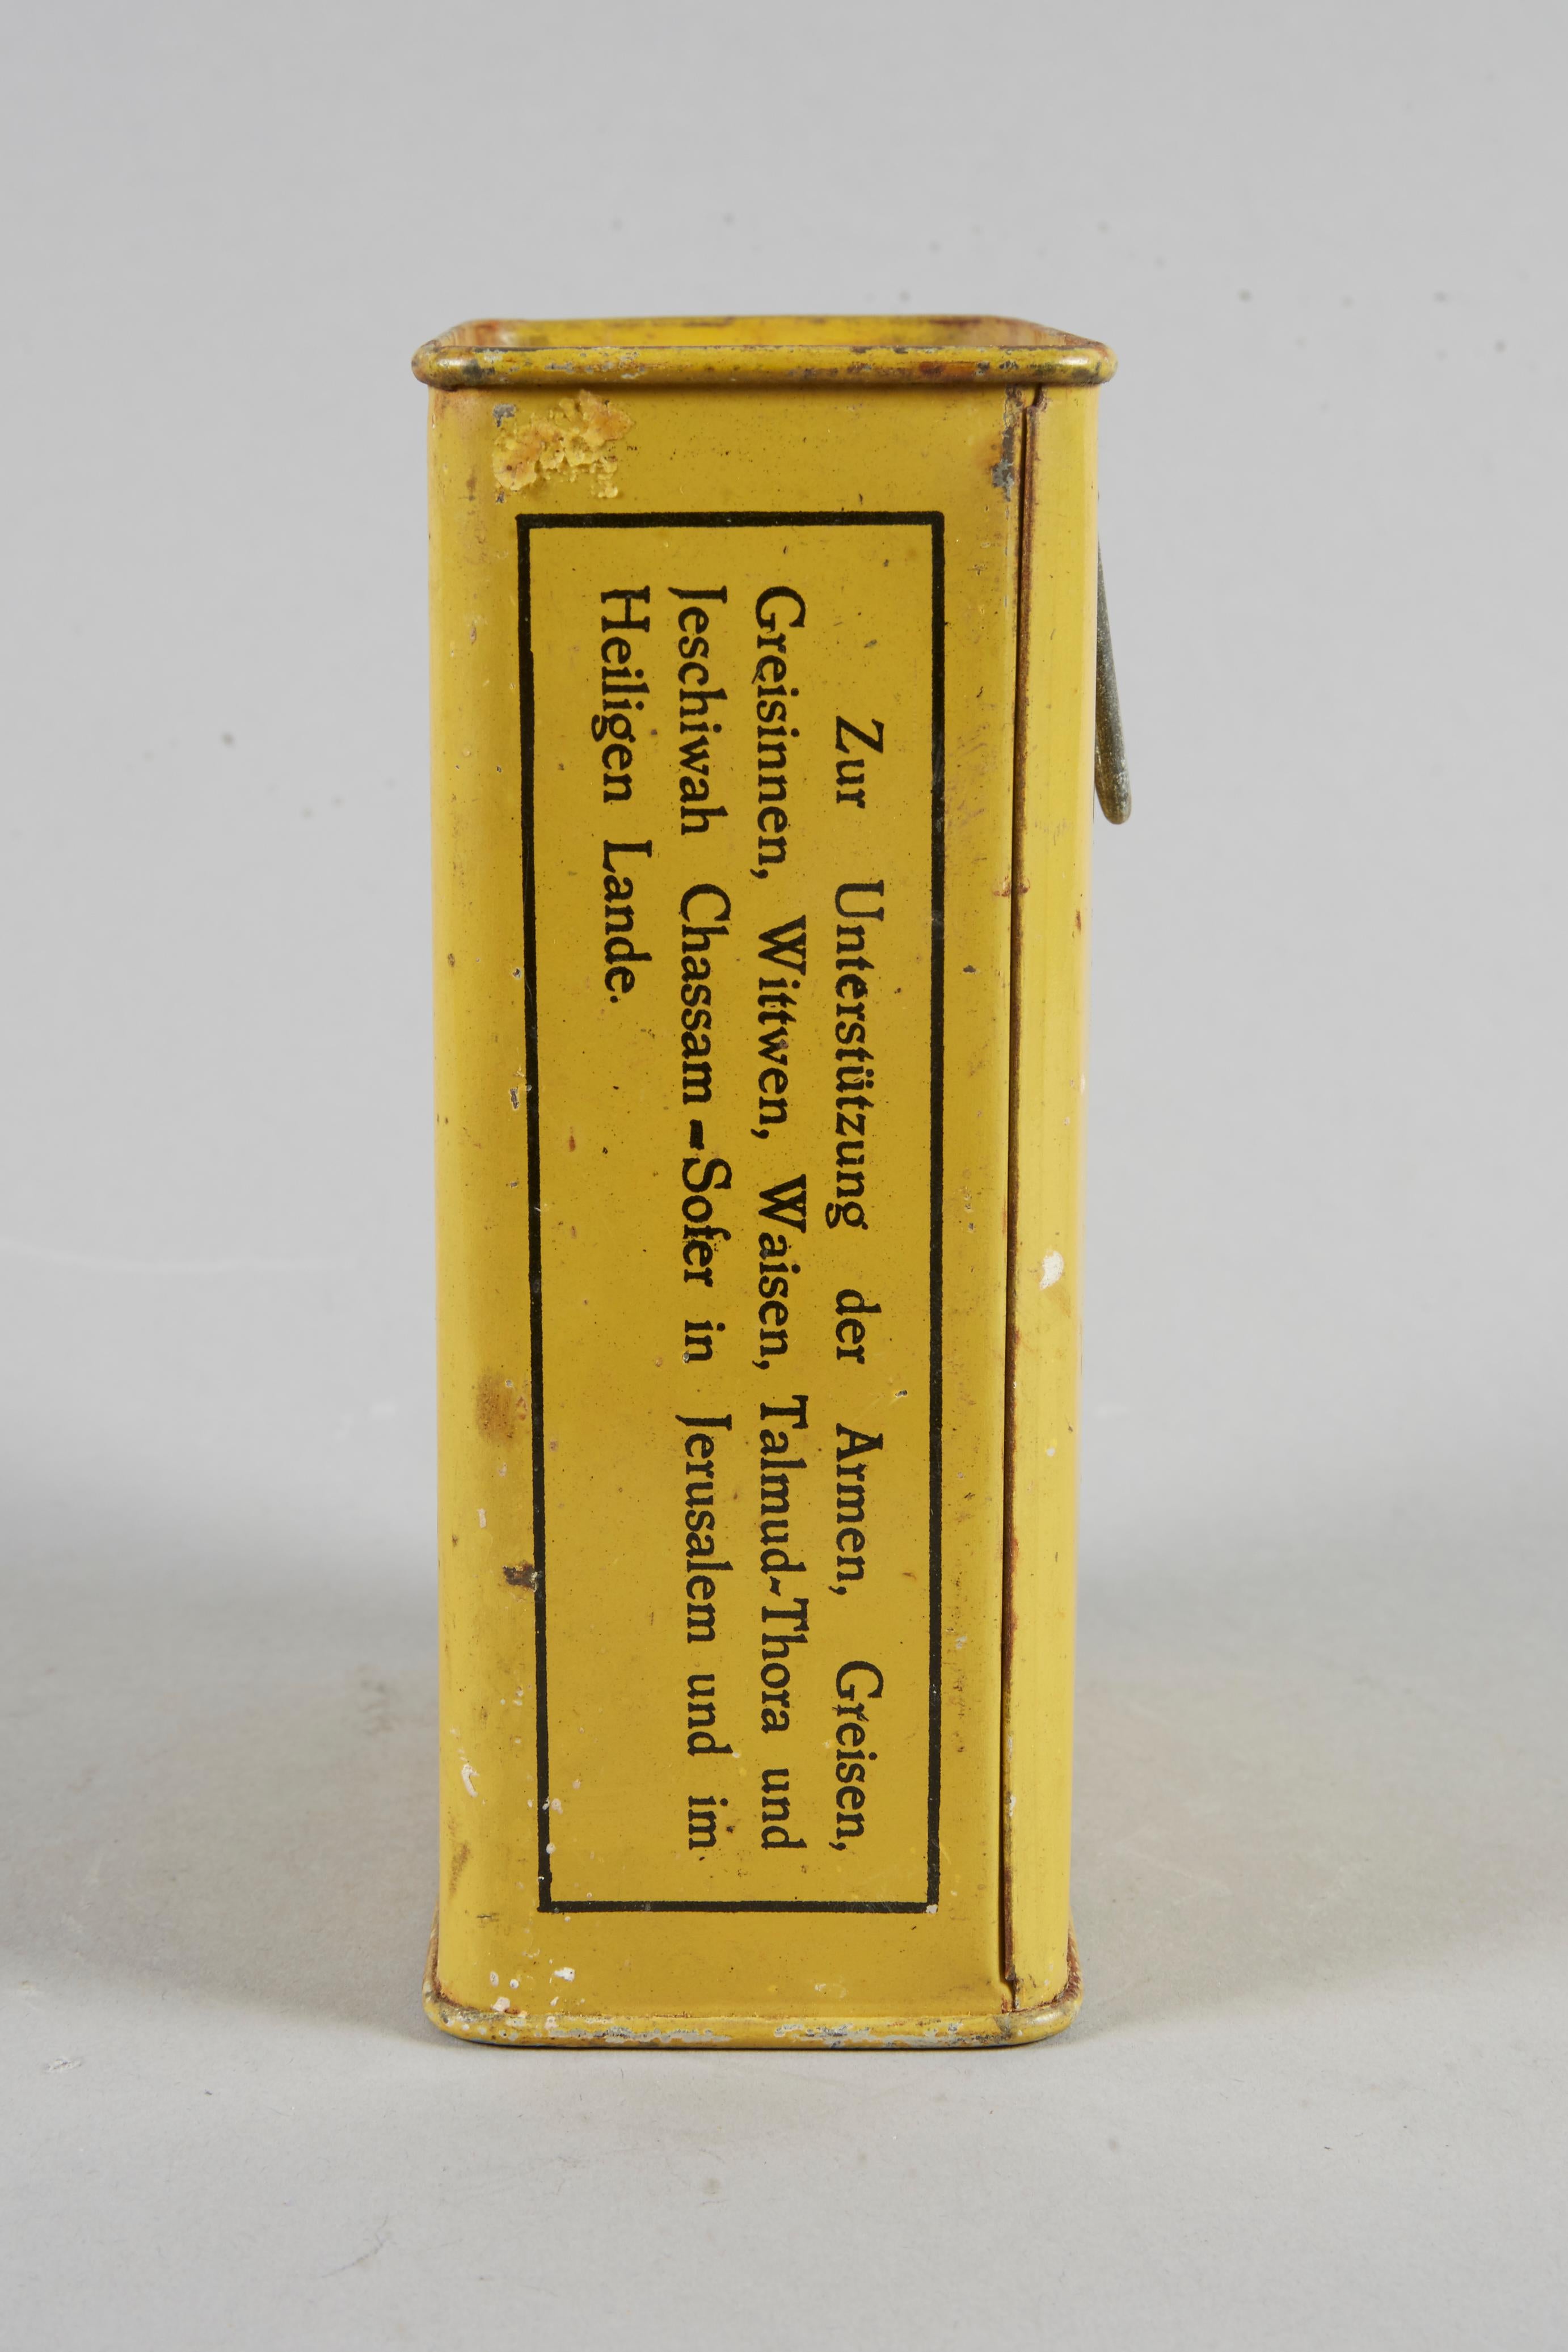 Zur Unterstützung der Armen, Greisen,
Greisinnen, Wittwen, Waisen, Talmud-Thora und
Jeschiwah Chassam-Sofer in Jerusalem und im
Heiligen Lande.